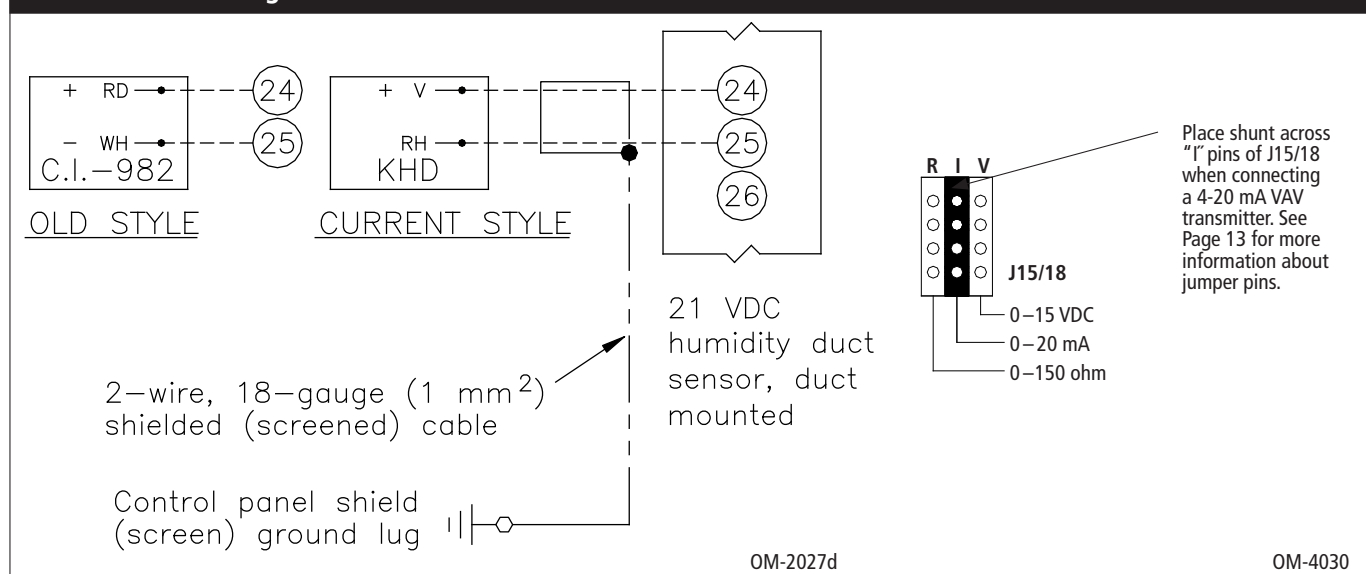 + RD
24
- WH
25
C.I.-982
OLD STYLE
+ V
RH
KHD
CURRENT STYLE
24
25
26
21 VDC
humidity duct
sensor, duct
mounted
2-wire, 18-gauge (1 mm2)
shielded (screened) cable
Control panel shield
(screen) ground lug
OM-2027d
R I V
J15/18
0–15 VDC
0–20 mA
0–150 ohm
Place shunt across
"I" pins of J15/18
when connecting
a 4-20 mA VAV
transmitter. See
Page 13 for more
information about
jumper pins.
OM-4030